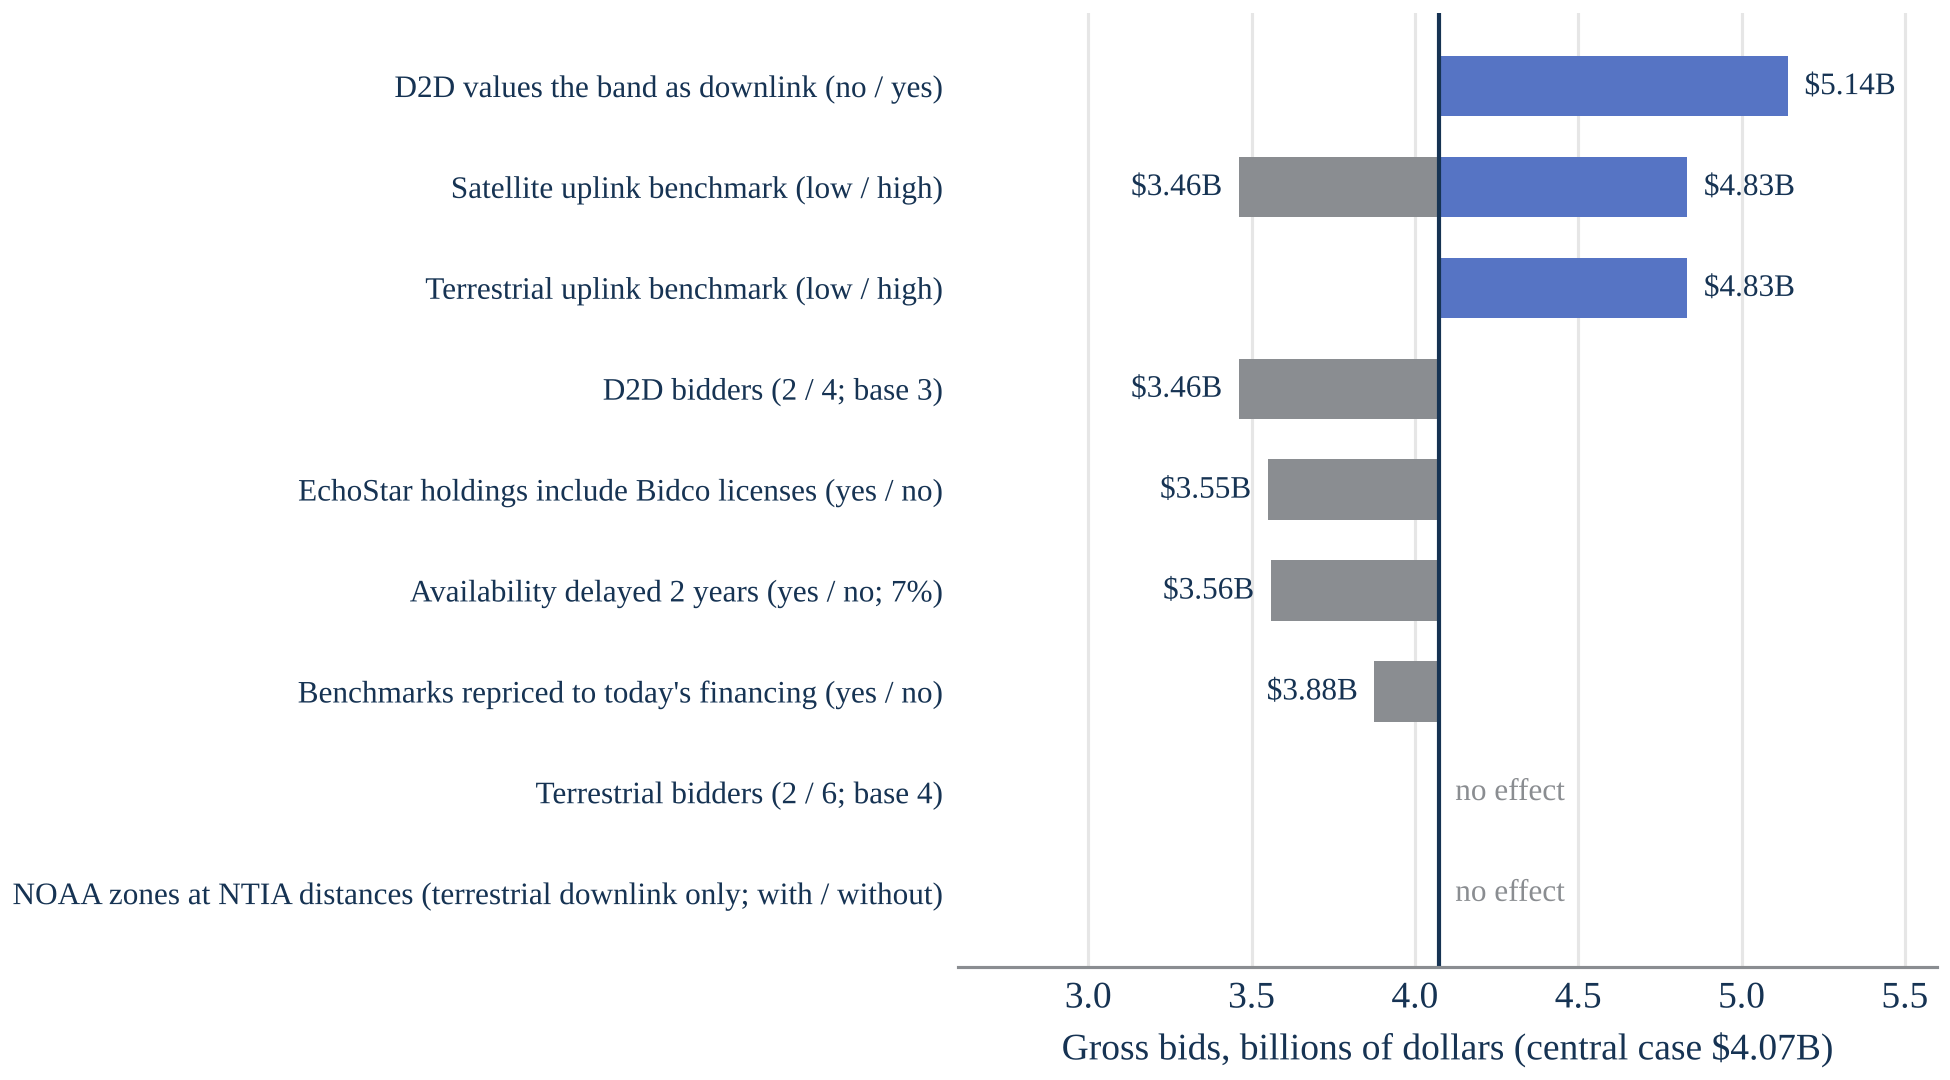 D2D values the band as downlink (no / yes)
$5.14B
Satellite uplink benchmark (low / high)
$3.46B
$4.83B
Terrestrial uplink benchmark (low / high)
$4.83B
D2D bidders (2 / 4; base 3)
$3.46B
EchoStar holdings include Bidco licenses (yes / no)
$3.55B
Availability delayed 2 years (yes / no; 7%)
$3.56B
Benchmarks repriced to today's financing (yes / no)
$3.88B
Terrestrial bidders (2 / 6; base 4)
no effect
NOAA zones at NTIA distances (terrestrial downlink only; with / without)
no effect
3.0 3.5 4.0 4.5 5.0 5.5
Gross bids, billions of dollars (central case $4.07B)